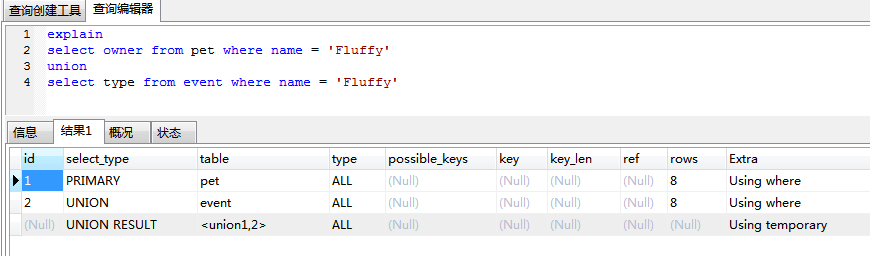 查询创建工具 查询编辑器
1 explain
2 select owner from pet where name = 'Fluffy'
3 union
4 select type from event where name = 'Fluffy'
信息 结果1 概况 状态
id select_type table type possible_keys key key_len ref rows Extra
1 PRIMARY pet ALL (Null) (Null) (Null) (Null) 8 Using where
2 UNION event ALL (Null) (Null) (Null) (Null) 8 Using where
(Null) UNION RESULT <union1,2> ALL (Null) (Null) (Null) (Null) (Null) Using temporary